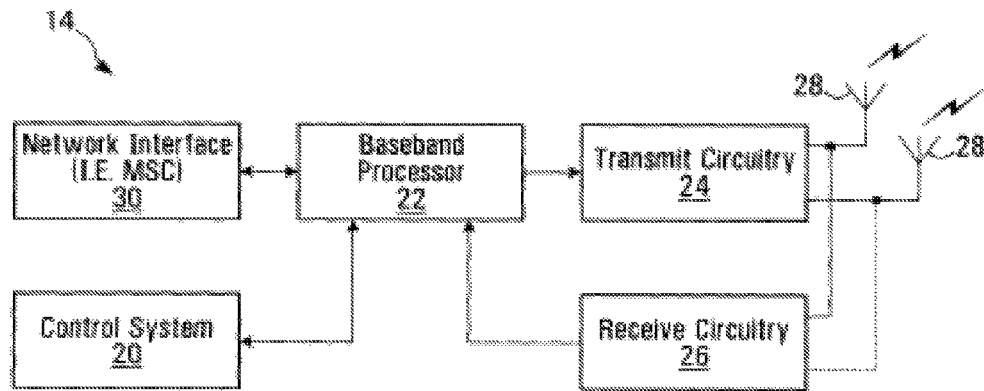 14
28
28
Network Interface
(I.E. MSC)
30
Baseband
Processor
22
Transmit Circuitry
24
Control System
20
Receive Circuitry
26